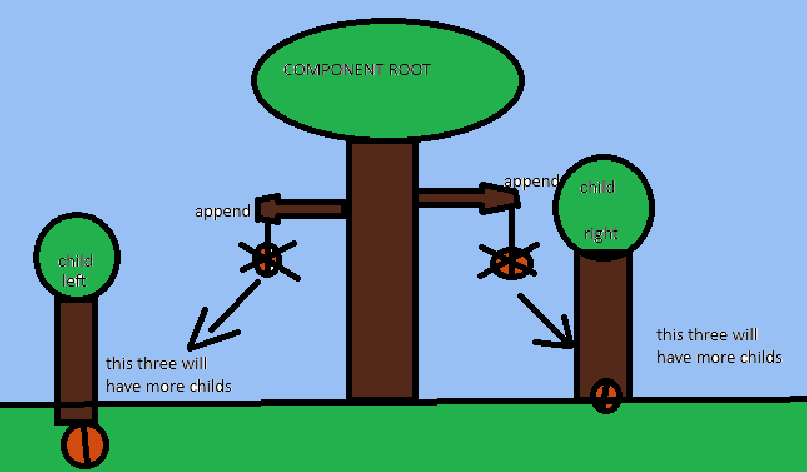 COMPONENT ROOT
append
append
child
right
child
left
this three will
have more childs
this three will
have more childs